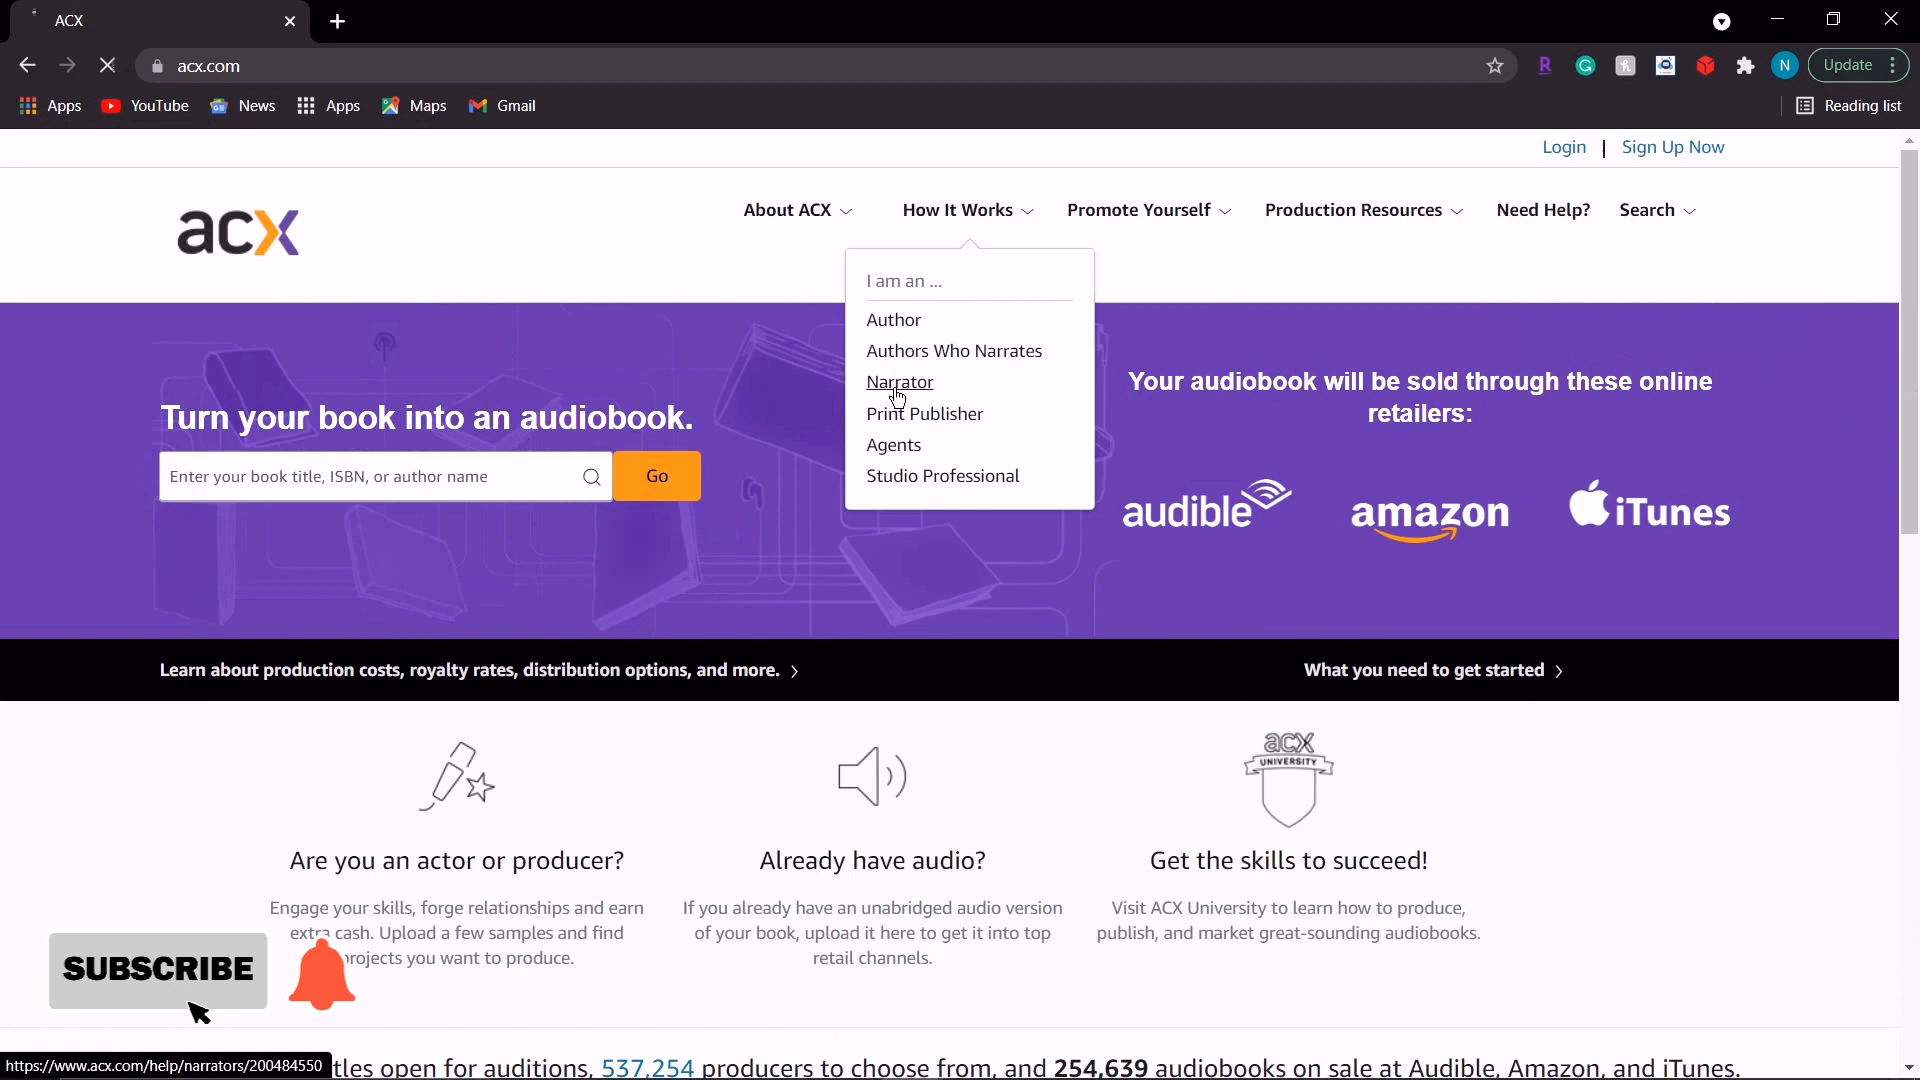 ACX
acx.com
Update
Apps YouTube News Apps Maps Gmail
Reading list
Login | Sign Up Now
acx
About ACX How It Works Promote Yourself Production Resources Need Help? Search
I am an ...
Author
Authors Who Narrates
Narrator
Print Publisher
Agents
Studio Professional
Turn your book into an audiobook.
Enter your book title, ISBN, or author name
Go
Your audiobook will be sold through these online
retailers:
audible amazon iTunes
Learn about production costs, royalty rates, distribution options, and more. >
What you need to get started >
acx
UNIVERSITY
Are you an actor or producer?
Engage your skills, forge relationships and earn
extra cash. Upload a few samples and find
rojects you want to produce.
Already have audio?
If you already have an unabridged audio version
of your book, upload it here to get it into top
retail channels.
Get the skills to succeed!
Visit ACX University to learn how to produce,
publish, and market great-sounding audiobooks.
SUBSCRIBE
https://www.acx.com/help/narrators/200484550
tles open for auditions, 537,254 producers to choose from, and 254,639 audiobooks on sale at Audible, Amazon, and iTunes.